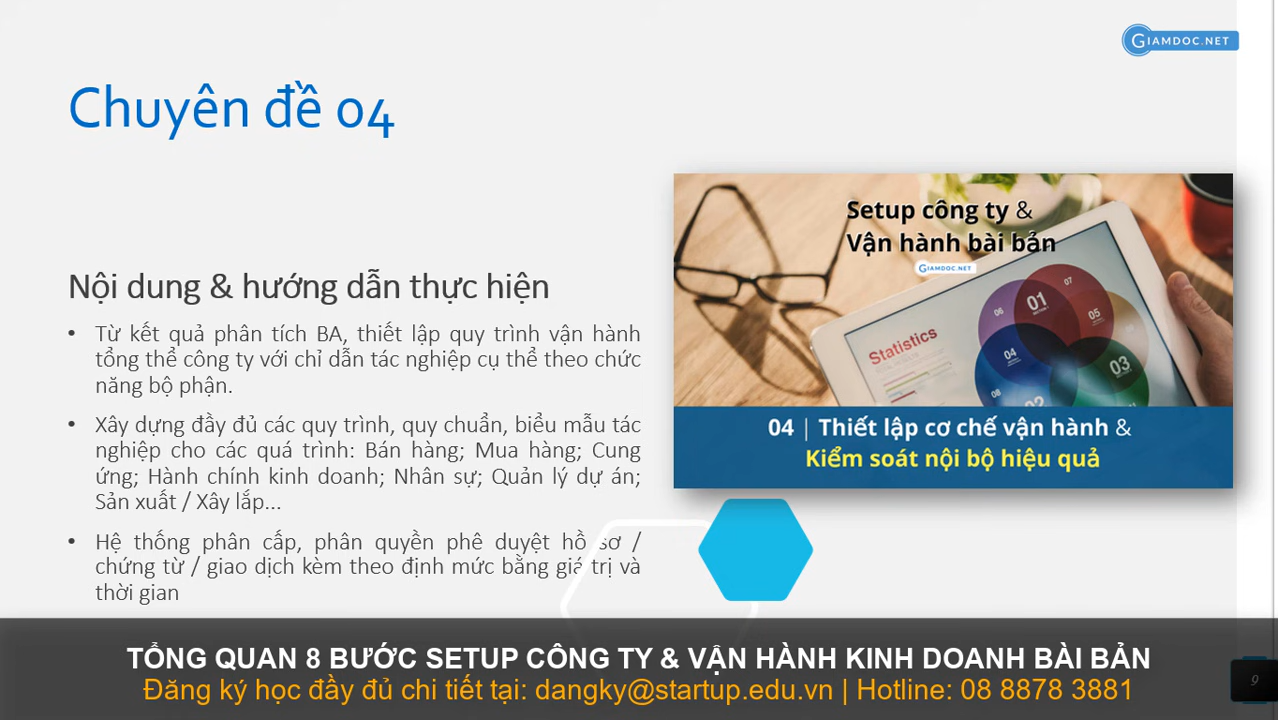 GIAMDOC.NET
Chuyên đề 04
Nội dung & hướng dẫn thực hiện
• Từ kết quả phân tích BA, thiết lập quy trình vận hành
tổng thể công ty với chỉ dẫn tác nghiệp cụ thể theo chức
năng bộ phận.
• Xây dựng đầy đủ các quy trình, quy chuẩn, biểu mẫu tác
nghiệp cho các quá trình: Bán hàng; Mua hàng; Cung
ứng; Hành chính kinh doanh; Nhân sự; Quản lý dự án;
Sản xuất / Xây lắp...
• Hệ thống phân cấp, phân quyền phê duyệt hồ sơ /
chứng từ / giao dịch kèm theo định mức bằng giá trị và
thời gian
Setup công ty &
Vận hành bài bản
GIAMDOC.NET
Statistics
07
06
01
05
04
03
08
02
04 | Thiết lập cơ chế vận hành &
Kiểm soát nội bộ hiệu quả
TỔNG QUAN 8 BƯỚC SETUP CÔNG TY & VẬN HÀNH KINH DOANH BÀI BẢN
Đăng ký học đầy đủ chi tiết tại: dangky@startup.edu.vn | Hotline: 08 8878 3881
9